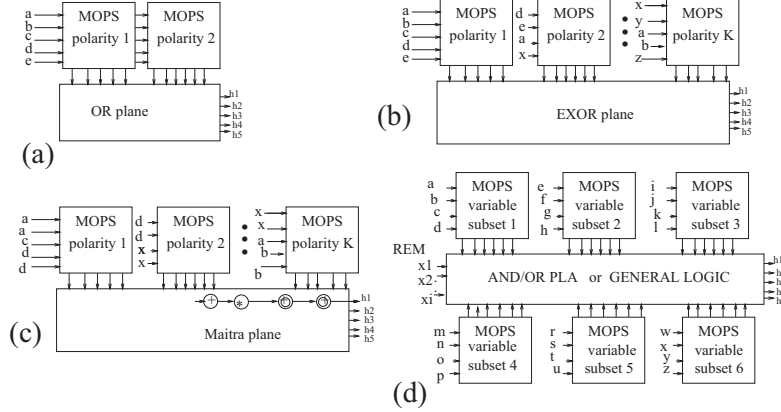 MOPS
polarity 1
MOPS
polarity 2
a
b
c
d
e
OR plane
h1
h2
h3
h4
h5
(a)
MOPS
polarity 1
MOPS
polarity 2
MOPS
polarity K
a
b
c
d
e
d
e
a
x
x
y
a
b
z
EXOR plane
h1
h2
h3
h4
h5
(b)
MOPS
polarity 1
MOPS
polarity 2
MOPS
polarity K
a
a
c
d
d
d
d
x
x
x
x
a
b
b
+
*
h1
h2
h3
h4
h5
Maitra plane
(c)
MOPS
variable
subset 1
MOPS
variable
subset 2
MOPS
variable
subset 3
a
b
c
d
e
f
g
h
i
j
k
l
REM
x1
x2.
xi.
AND/OR PLA or GENERAL LOGIC
h1
h
h
h
h
MOPS
variable
subset 4
MOPS
variable
subset 5
MOPS
variable
subset 6
m
n
o
p
r
s
t
u
w
x
y
z
(d)